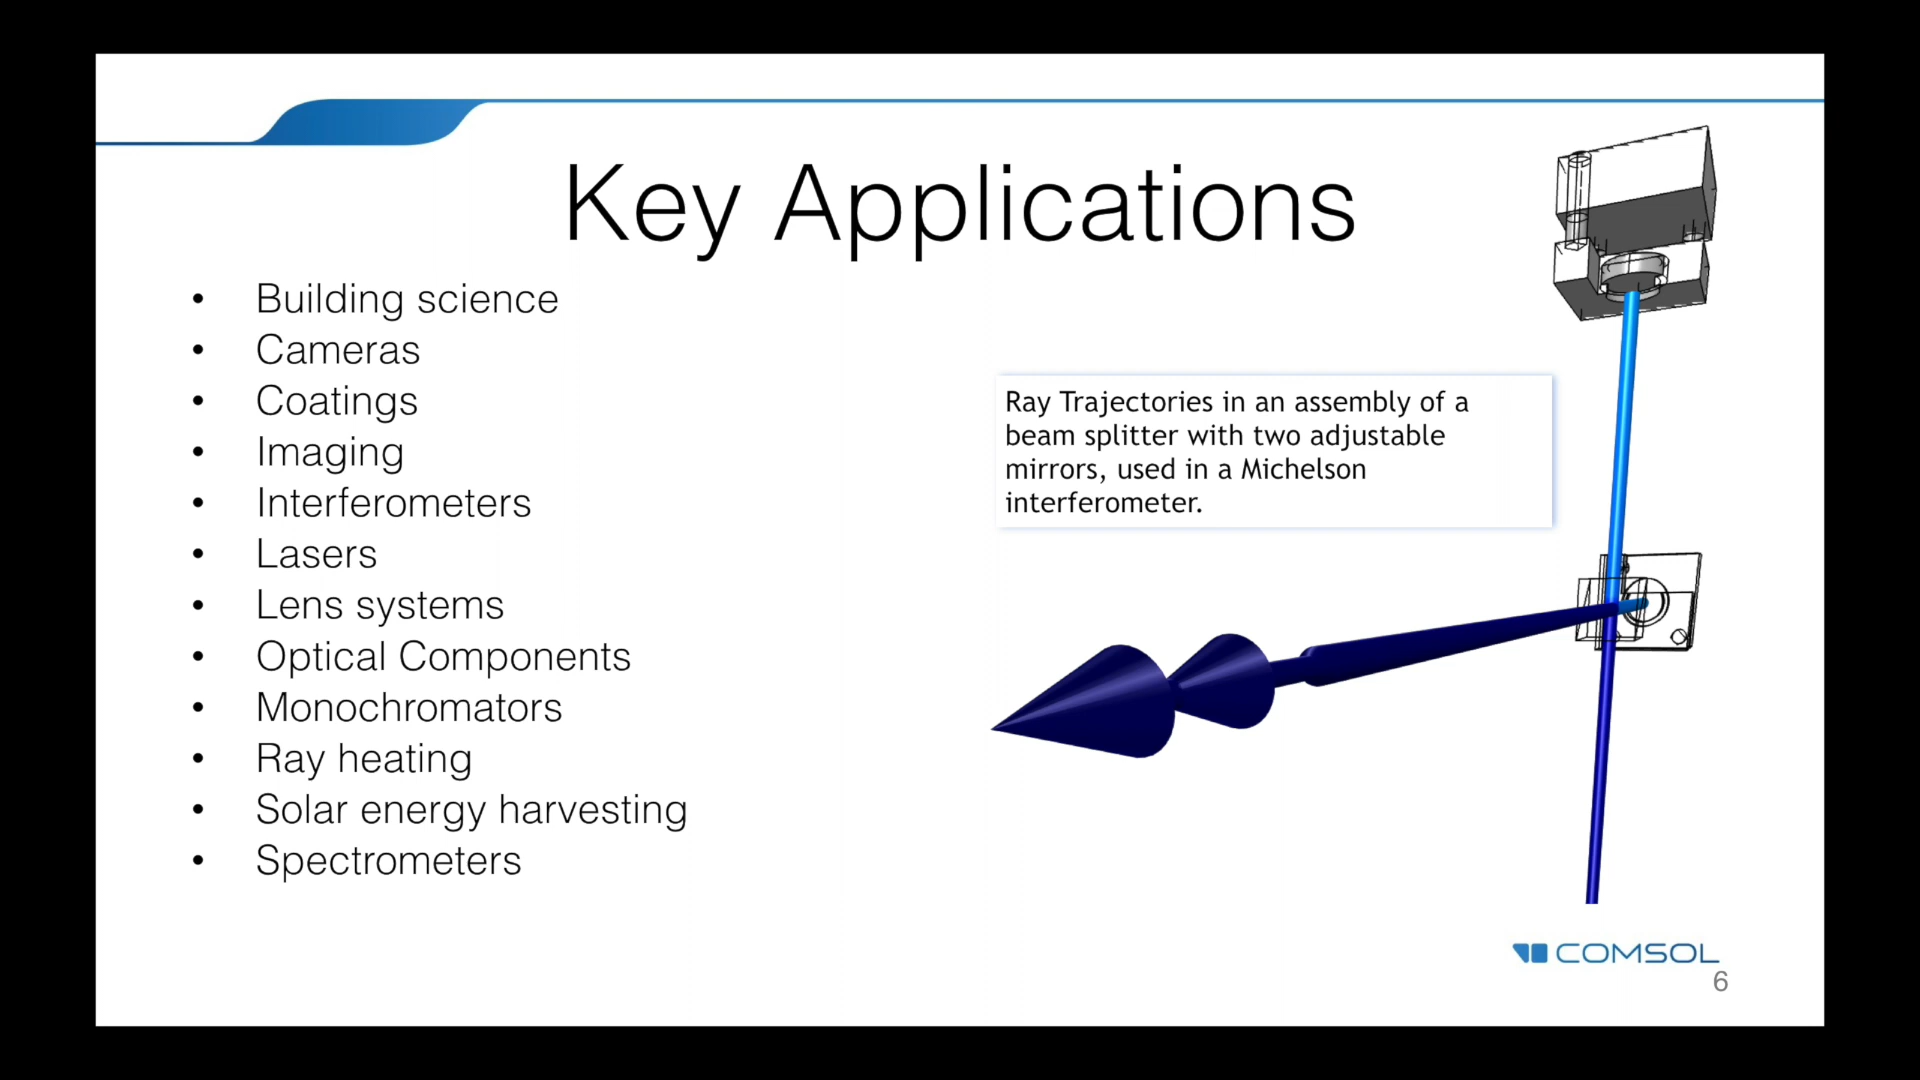 Key Applications
• Building science
• Cameras
• Coatings
• Imaging
• Interferometers
• Lasers
• Lens systems
• Optical Components
• Monochromators
• Ray heating
• Solar energy harvesting
• Spectrometers
Ray Trajectories in an assembly of a
beam splitter with two adjustable
mirrors, used in a Michelson
interferometer.
COMSOL
6